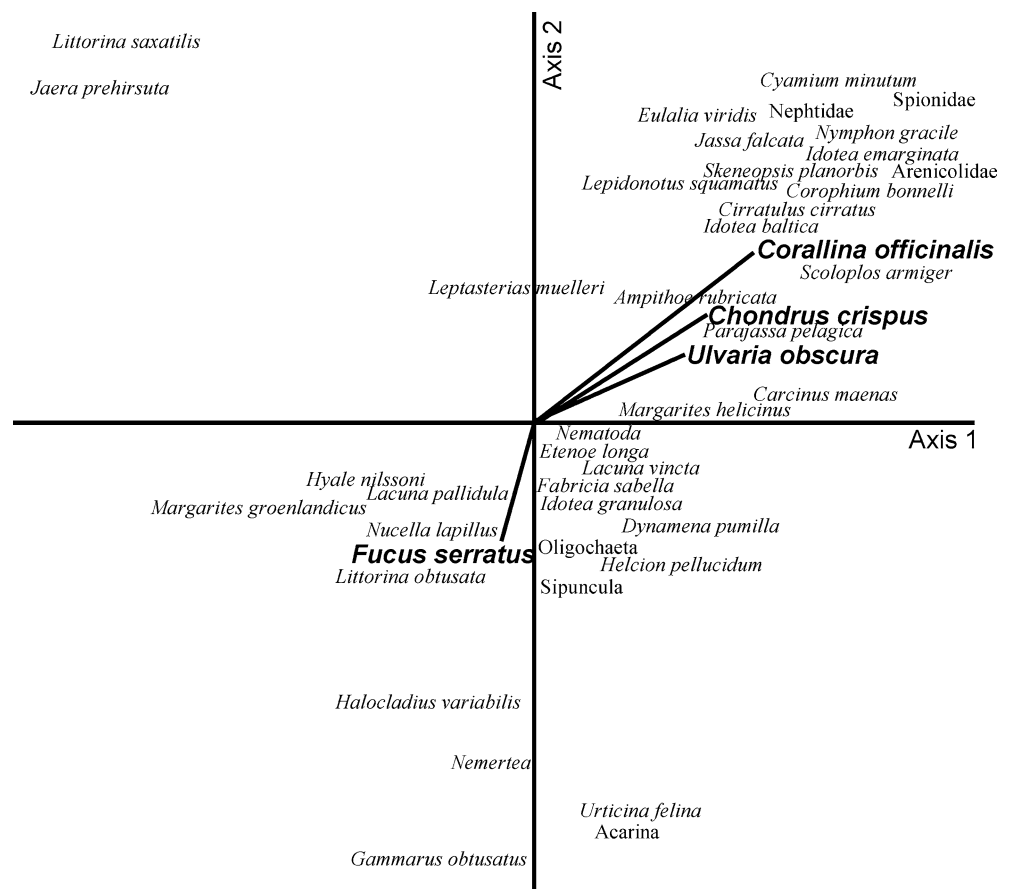 Littorina saxatilis
Axis 2
Cyamium minutum
Jaera prehirsuta
Spionidae
Nephtidae
Eulalia viridis
Nymphon gracile
Jassa falcata
Idotea emarginata
Skeneopsis planorbis
Arenicolidae
Lepidonotus squamatus
Corophium bonnelli
Cirratulus cirratus
Idotea baltica
Corallina officinalis
Scoloplos armiger
Leptasterias muelleri
Ampithoe rubricata
Chondrus crispus
Parajassa pelagica
Ulvaria obscura
Carcinus maenas
Margarites helicinus
Axis 1
Nematoda
Etenoe longa
Lacuna vincta
Hyale nilssoni
Fabricia sabella
Lacuna pallidula
Idotea granulosa
Margarites groenlandicus
Dynamena pumilla
Nucella lapillus
Oligochaeta
Fucus serratus
Helcion pellucidum
Littorina obtusata
Sipuncula
Halocladius variabilis
Nemertea
Urticina felina
Acarina
Gammarus obtusatus